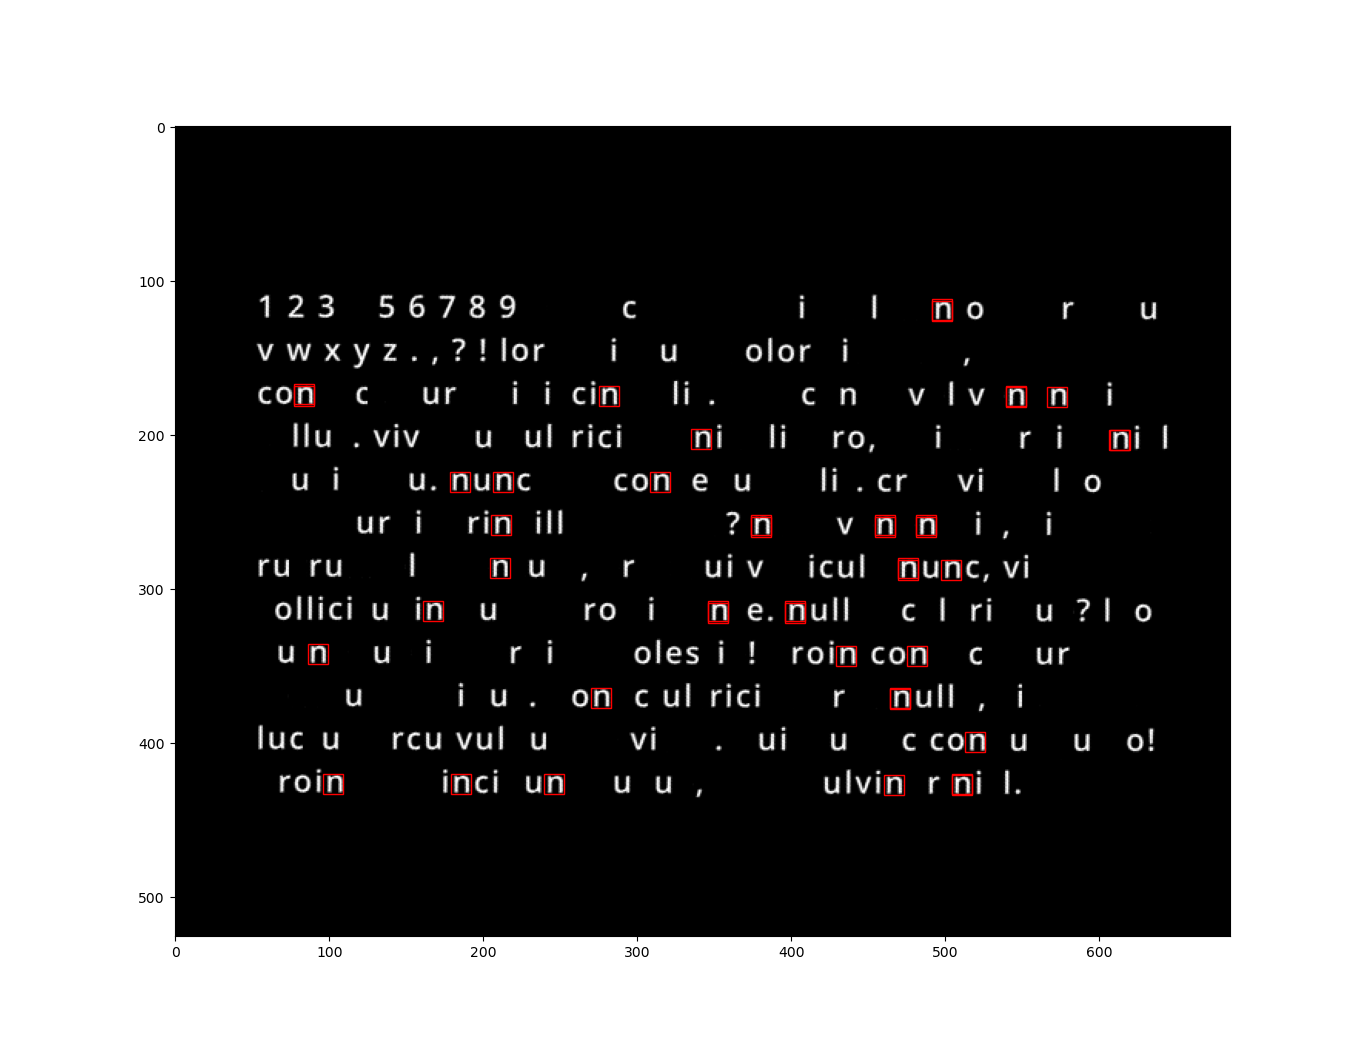 0
100
200
300
400
500
1 2 3 5 6 7 8 9 c i l n o r u
v w x y z . , ? ! lor i u olor i ,
con c ur i i cin li . c n v l v n n i
llu . viv u ul rici ni li ro, i r i ni l
u i u. nunc con e u li . cr vi l o
ur i rin ill ? n v n n i , i
ru ru l n u , r ui v icul nunc, vi
ollici u in u ro i n e. null c l ri u ? l o
u n u i r i oles i ! roin con c ur
u i u . on c ul rici r null , i
luc u rcu vul u vi . ui u c con u u o!
roin inci un u u , ulvin r ni l.
0 100 200 300 400 500 600